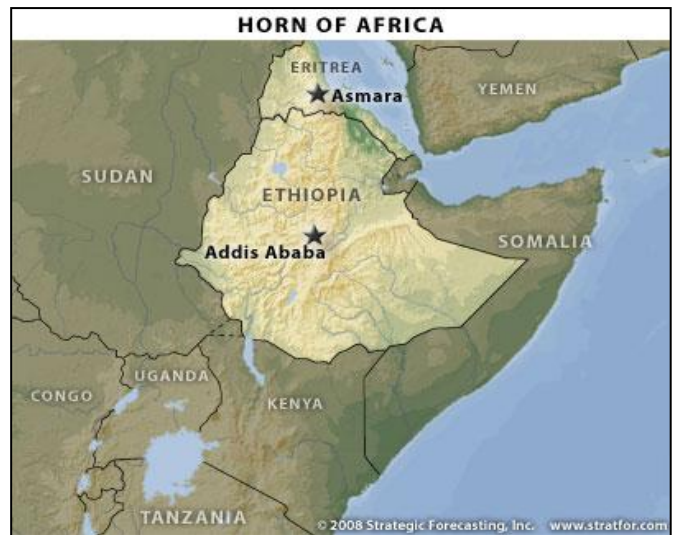 HORN OF AFRICA
ERITREA
Asmara
YEMEN
SUDAN
ETHIOPIA
Addis Ababa
SOMALIA
UGANDA
CONGO
KENYA
TANZANIA
© 2008 Strategic Forecasting, Inc. www.stratfor.com